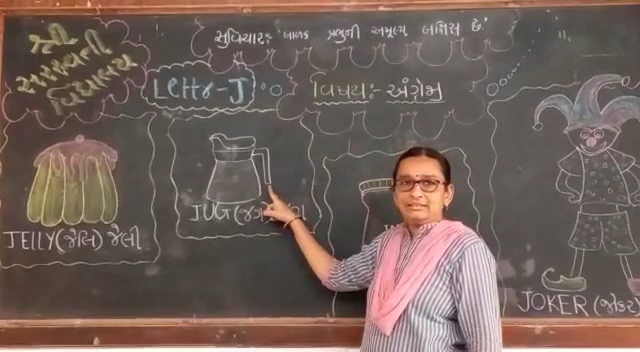 સુવિચાર:- 'બાળક પ્રભુની અમૂલ્ય બક્ષિસ છે'
શ્રી
સરસ્વતી
વિદ્યાલય
Letter-J
વિષય:- અંગ્રેજી
JELLY(જેલિ) જેલી
JUG(જગ)
JOKER(જોકર)